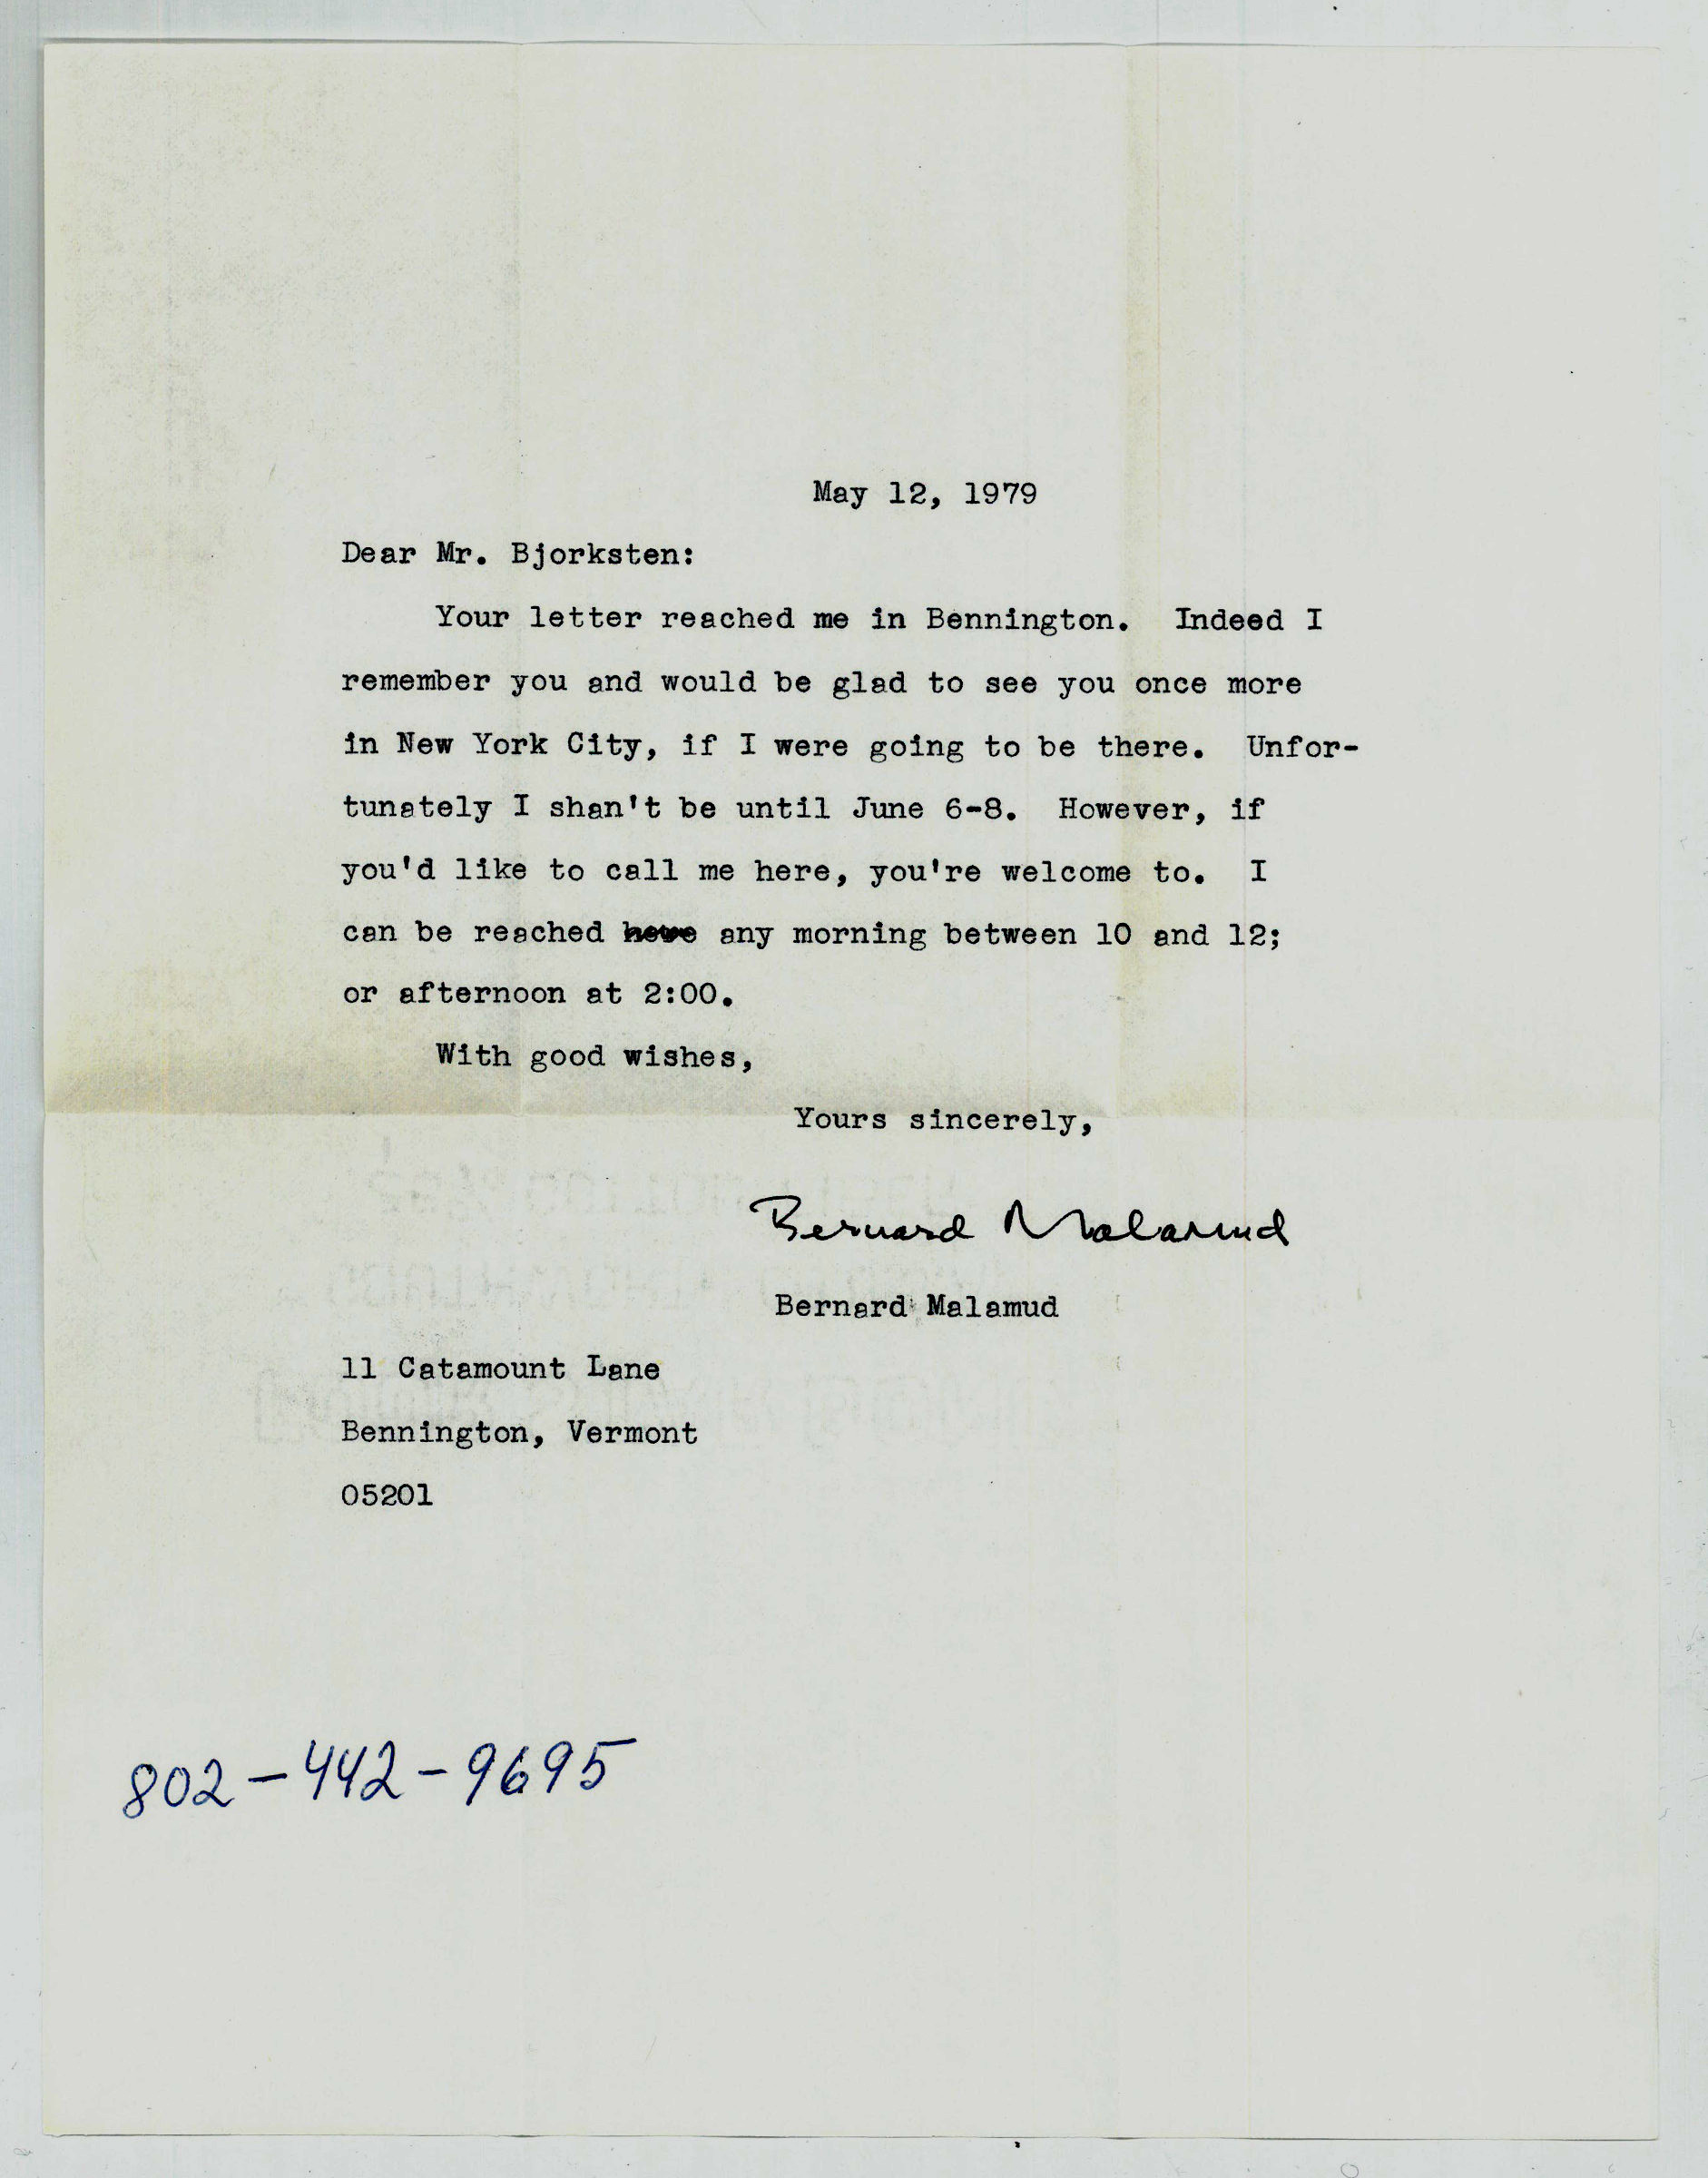 May 12, 1979
Dear Mr. Bjorksten:
Your letter reached me in Bennington. Indeed I
remember you and would be glad to see you once more
in New York City, if I were going to be there. Unfor-
tunately I shan't be until June 6-8. However, if
you'd like to call me here, you're welcome to. I
can be reached any morning between 10 and 12;
or afternoon at 2:00.
With good wishes,
Yours sincerely,
Bernard Malamud
Bernard Malamud
11 Catamount Lane
Bennington, Vermont
05201
802-442-9695